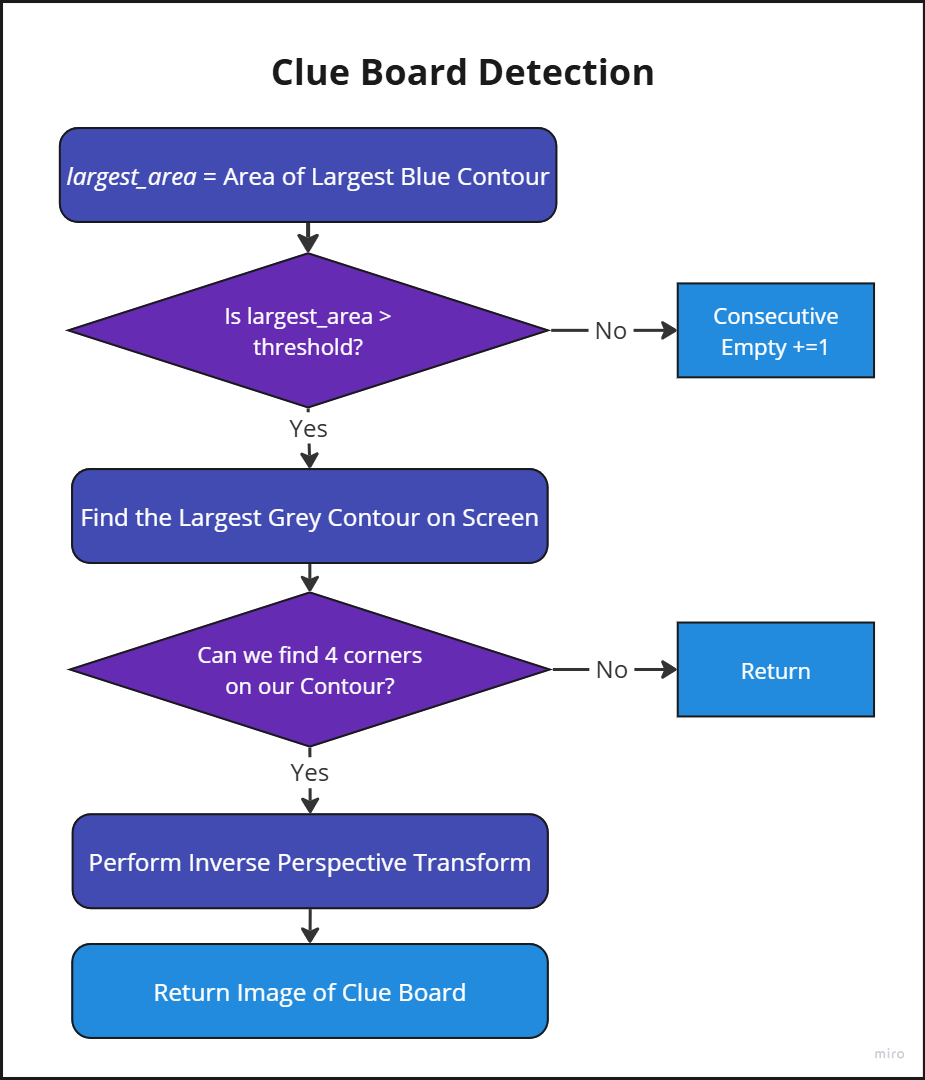 Clue Board Detection
largest_area = Area of Largest Blue Contour
Is largest_area >
threshold?
No
Consecutive
Empty +=1
Yes
Find the Largest Grey Contour on Screen
Can we find 4 corners
on our Contour?
No
Return
Yes
Perform Inverse Perspective Transform
Return Image of Clue Board
miro